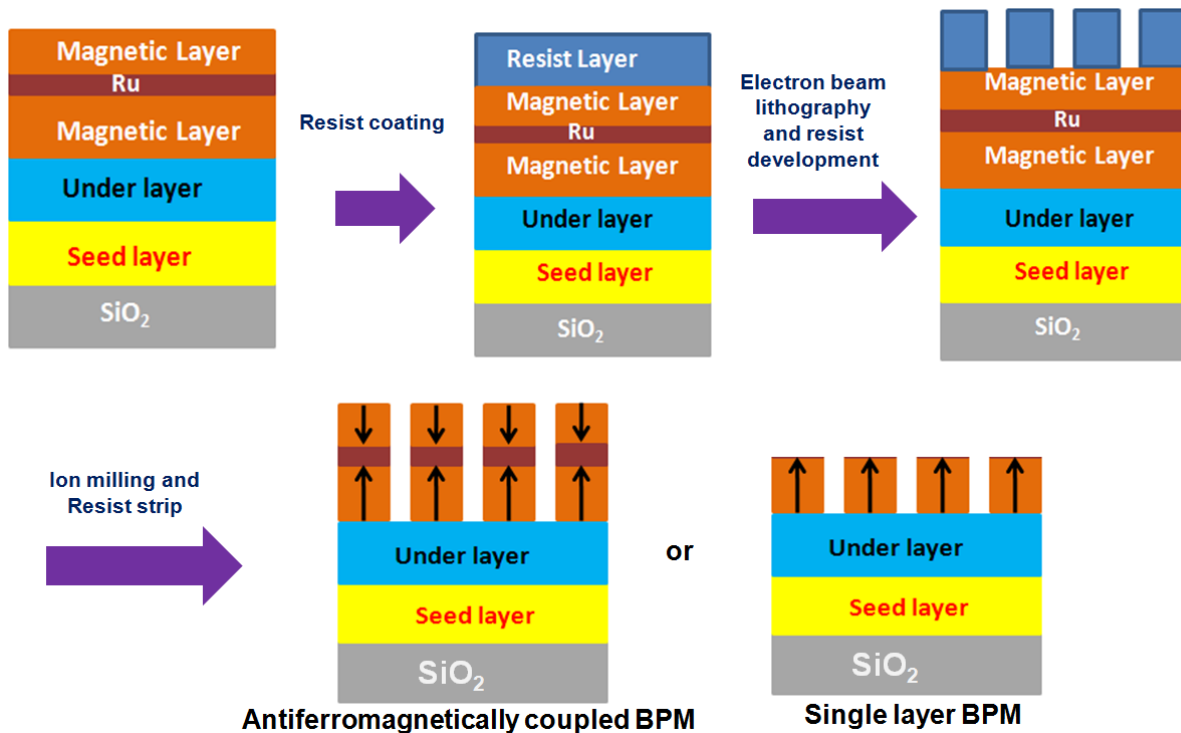 Magnetic Layer
Ru
Magnetic Layer
Under layer
Seed layer
SiO₂
Resist coating
Resist Layer
Magnetic Layer
Ru
Magnetic Layer
Under layer
Seed layer
SiO₂
Electron beam
lithography
and resist
development
Magnetic Layer
Ru
Magnetic Layer
Under layer
Seed layer
SiO₂
Ion milling and
Resist strip
Under layer
Seed layer
SiO₂
Antiferromagnetically coupled BPM
or
Under layer
Seed layer
SiO₂
Single layer BPM